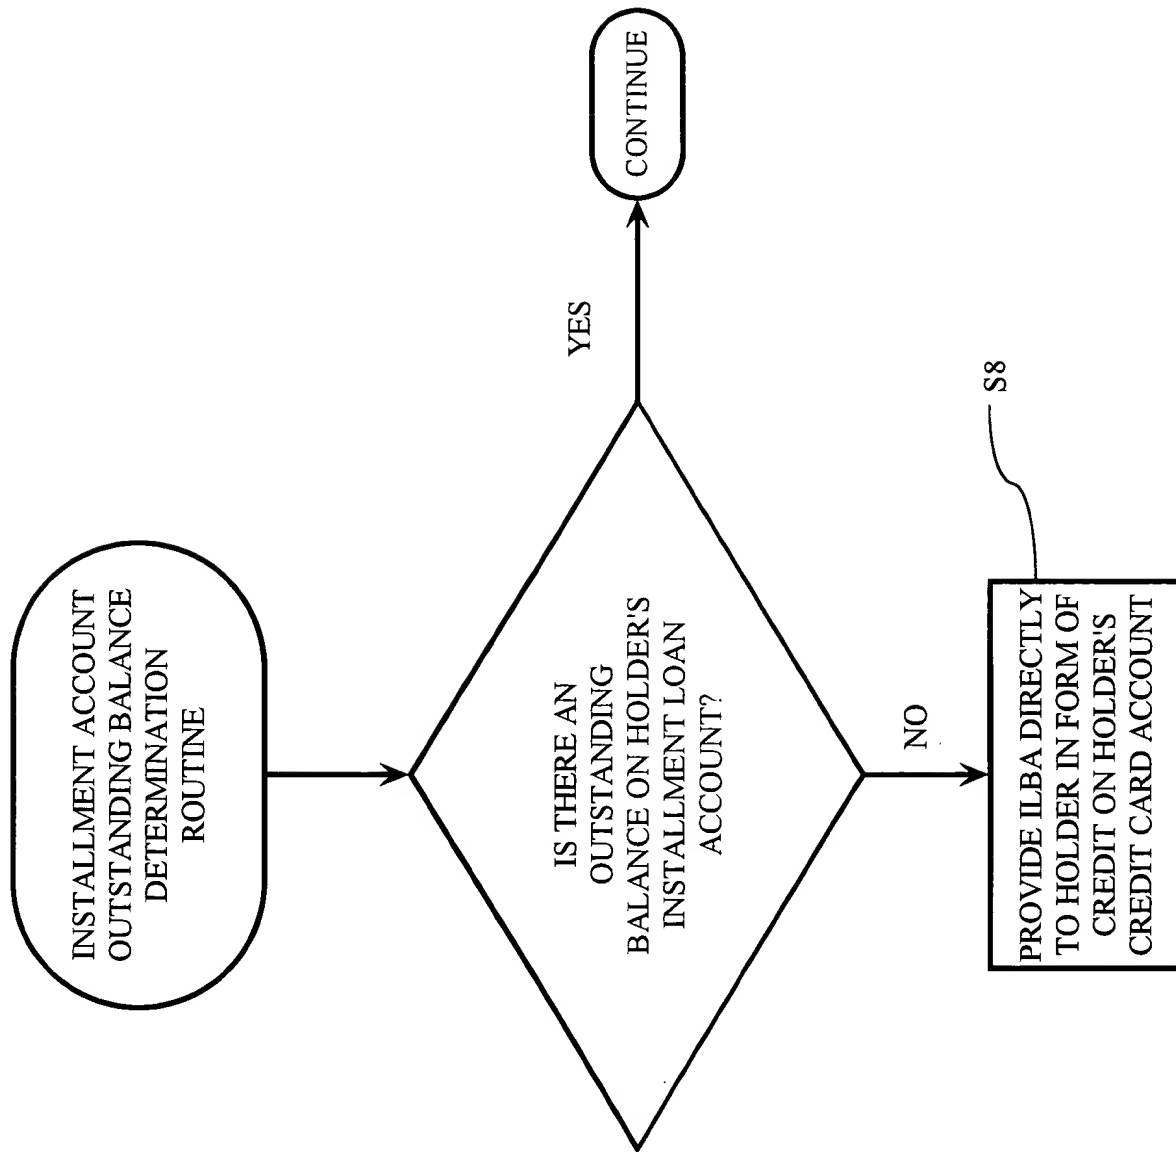 INSTALLMENT ACCOUNT
OUTSTANDING BALANCE
DETERMINATION
ROUTINE
IS THERE AN
OUTSTANDING
BALANCE ON HOLDER'S
INSTALLMENT LOAN
ACCOUNT?
YES
CONTINUE
NO
S8
PROVIDE ILBA DIRECTLY
TO HOLDER IN FORM OF
CREDIT ON HOLDER'S
CREDIT CARD ACCOUNT